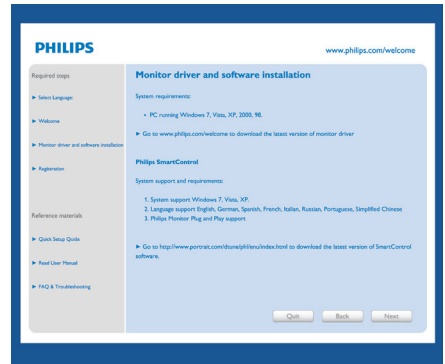 PHILIPS
www.philips.com/welcome
Required steps
Select Language:
Welcome
Monitor driver and software installation
Registration
Reference materials
Quick Setup Guide
Read User Manual
FAQ & Troubleshooting
Monitor driver and software installation
System requirements:
• PC running Windows 7, Vista, XP, 2000, 98.
Go to www.philips.com/welcome to download the latest version of monitor driver
Philips SmartControl
System support and requirements:
1. System support Windows 7, Vista, XP.
2. Language support English, German, Spanish, French, Italian, Russian, Portuguese, Simplified Chinese
3. Philips Monitor Plug and Play support
Go to http://www.portrait.com/dtune/phl/enu/index.html to download the latest version of SmartControl
software.
Quit
Back
Next